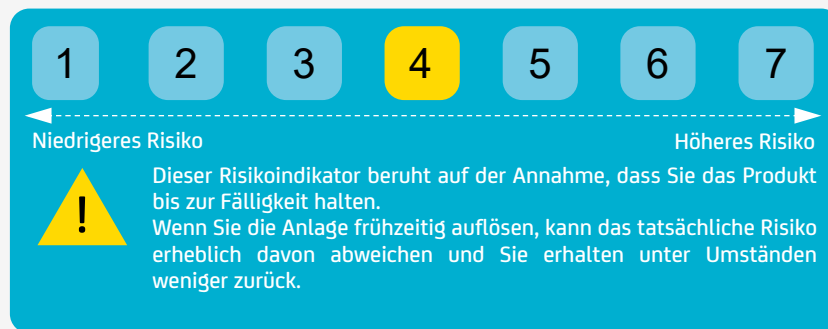 1 2 3 4 5 6 7
Niedrigeres Risiko Höheres Risiko
!
Dieser Risikoindikator beruht auf der Annahme, dass Sie das Produkt
bis zur Fälligkeit halten.
Wenn Sie die Anlage frühzeitig auflösen, kann das tatsächliche Risiko
erheblich davon abweichen und Sie erhalten unter Umständen
weniger zurück.